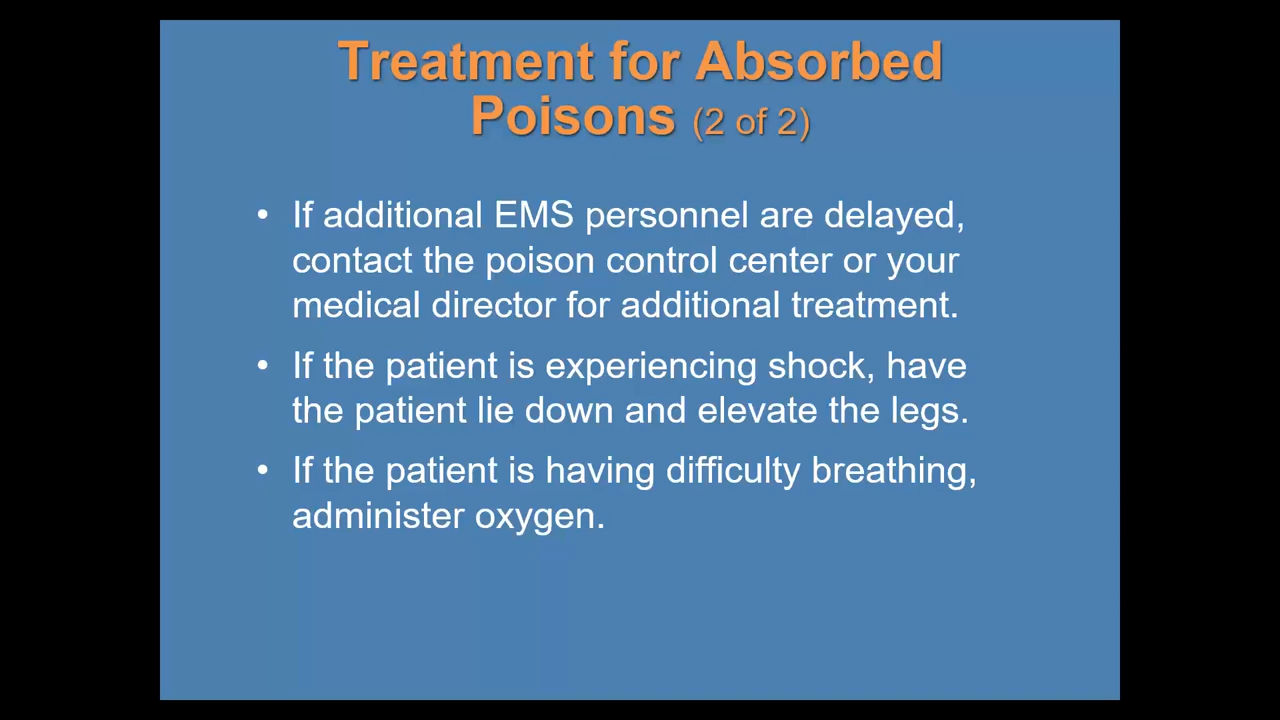 Treatment for Absorbed
Poisons (2 of 2)
• If additional EMS personnel are delayed,
contact the poison control center or your
medical director for additional treatment.
• If the patient is experiencing shock, have
the patient lie down and elevate the legs.
• If the patient is having difficulty breathing,
administer oxygen.